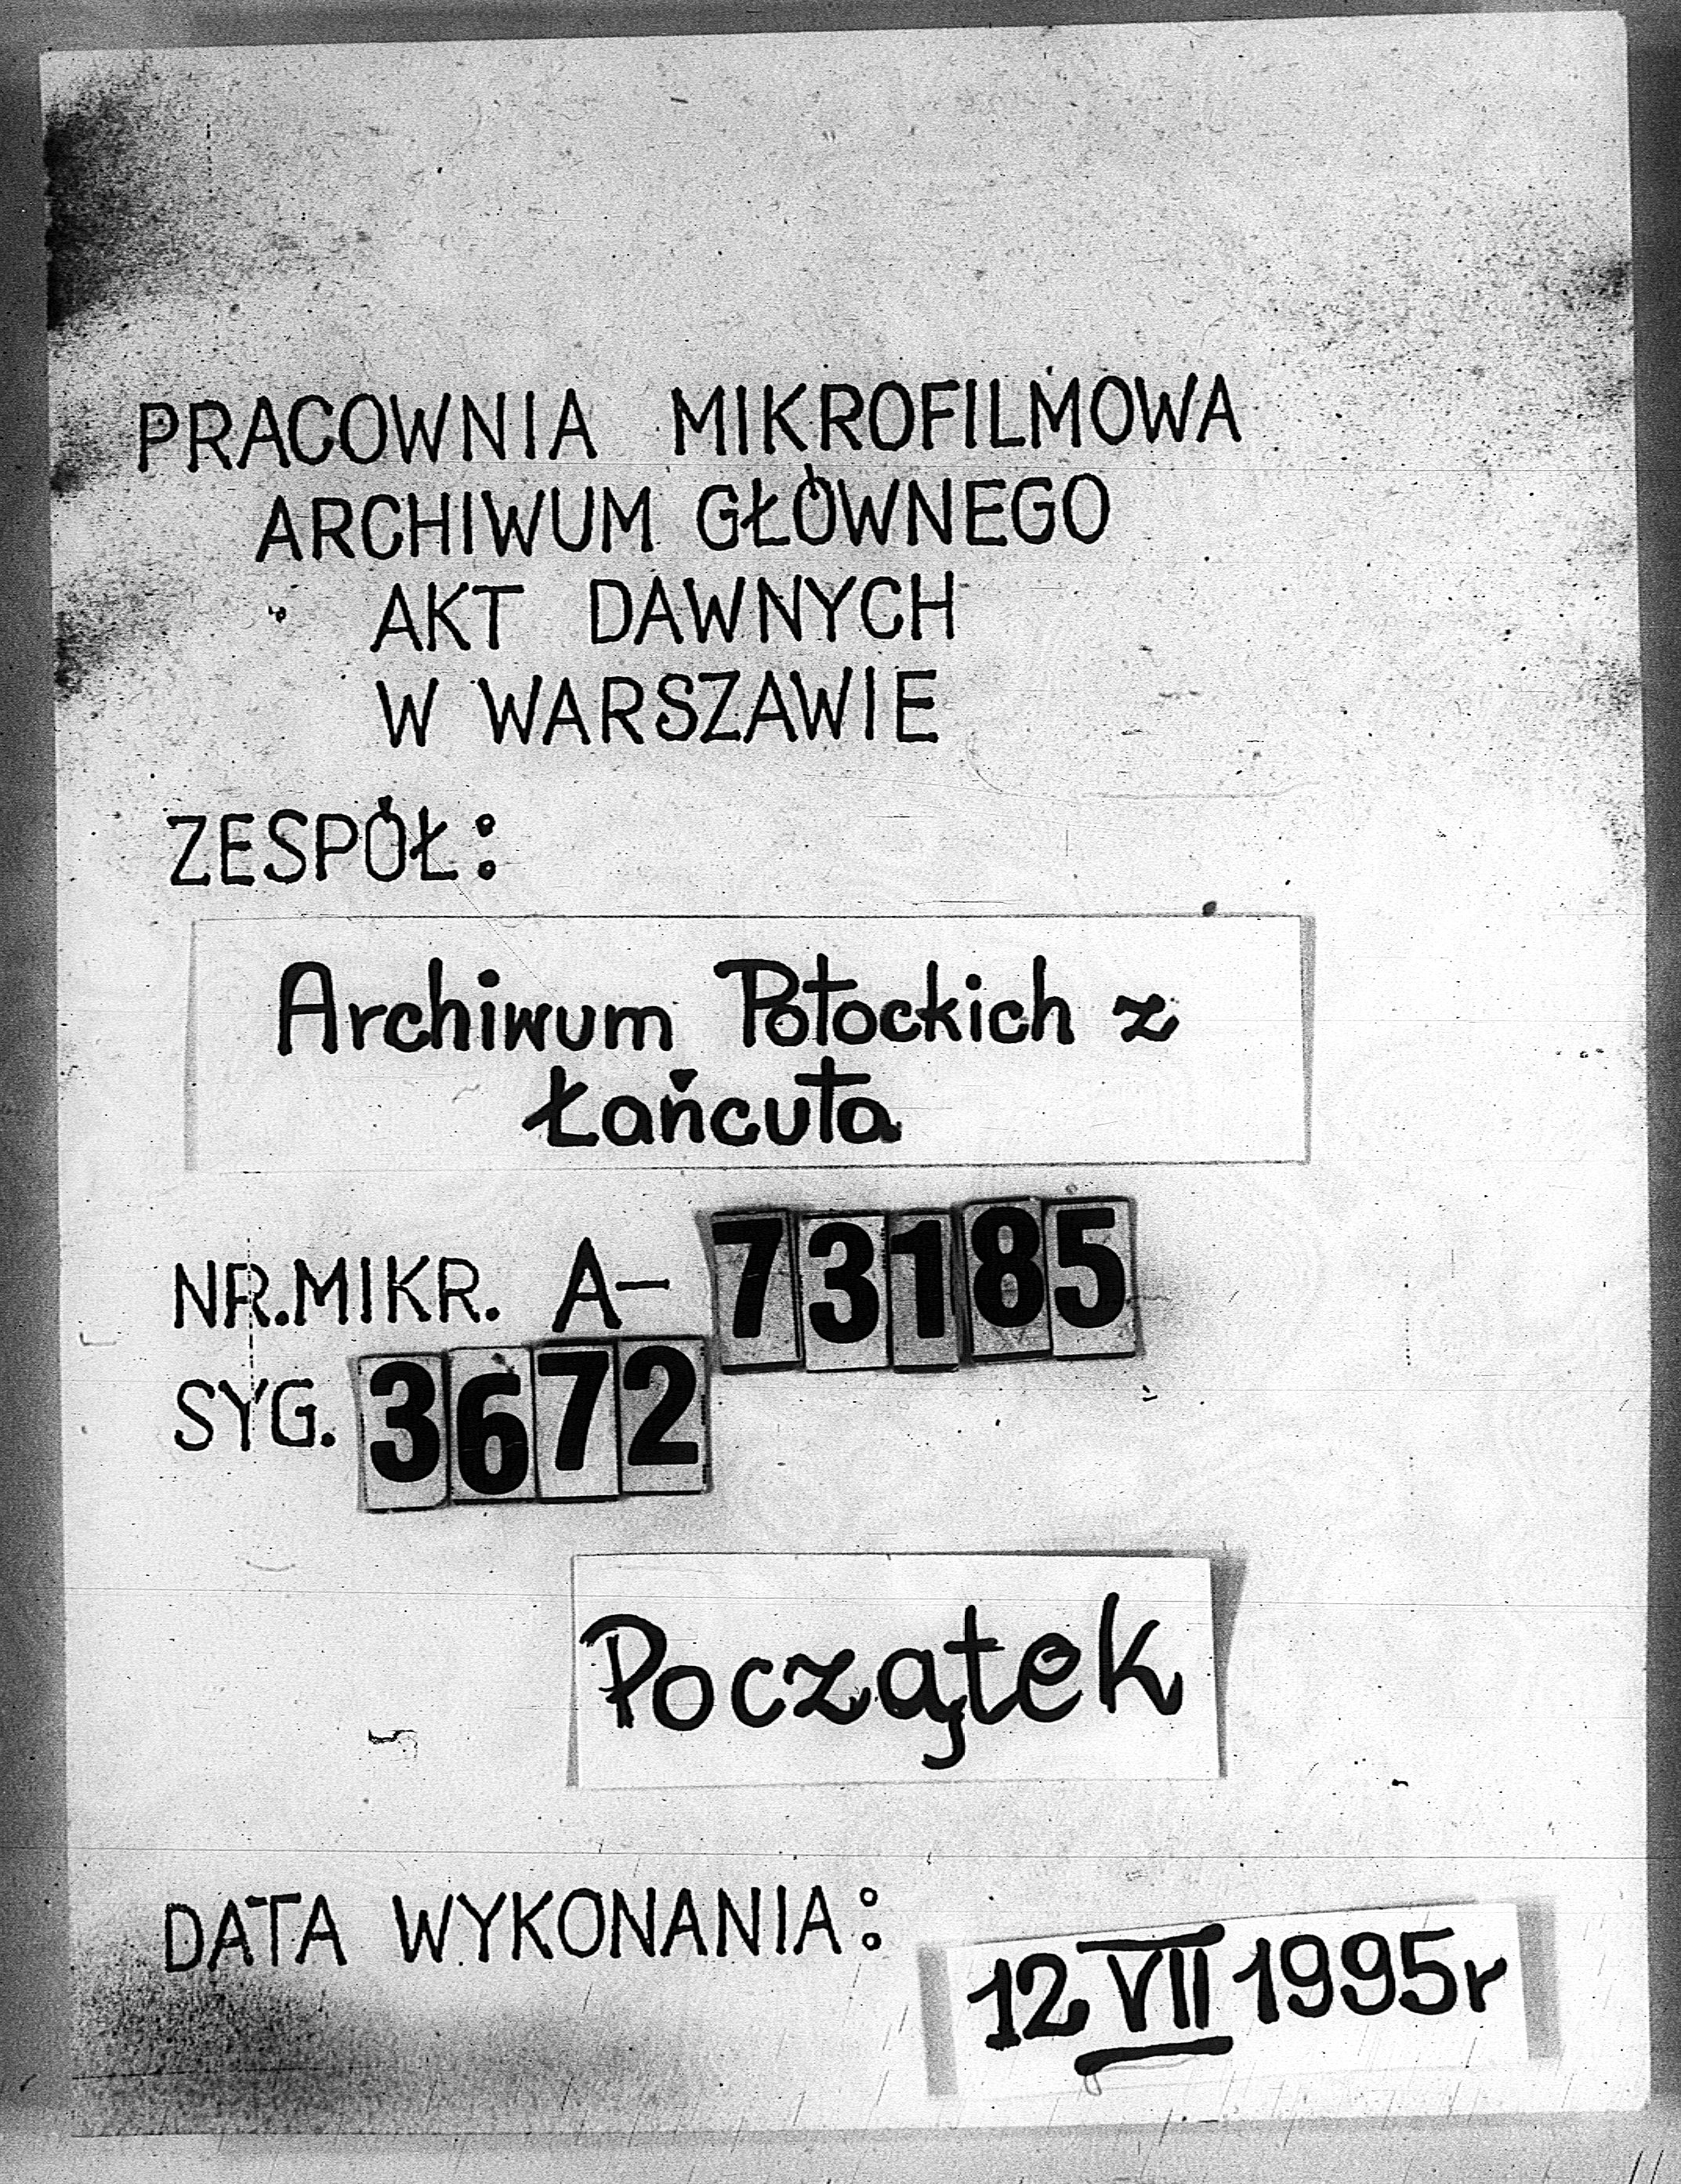 PRACOWNIA MIKROFILMOWA
ARCHIWUM GŁÓWNEGO
AKT DAWNYCH
W WARSZAWIE
ZESPÓŁ:
Archiwum Potockich z
Łańcuta
NR.MIKR. A- 73185
SYG. 3672
Początek
DATA WYKONANIA:
12 VII 1995r